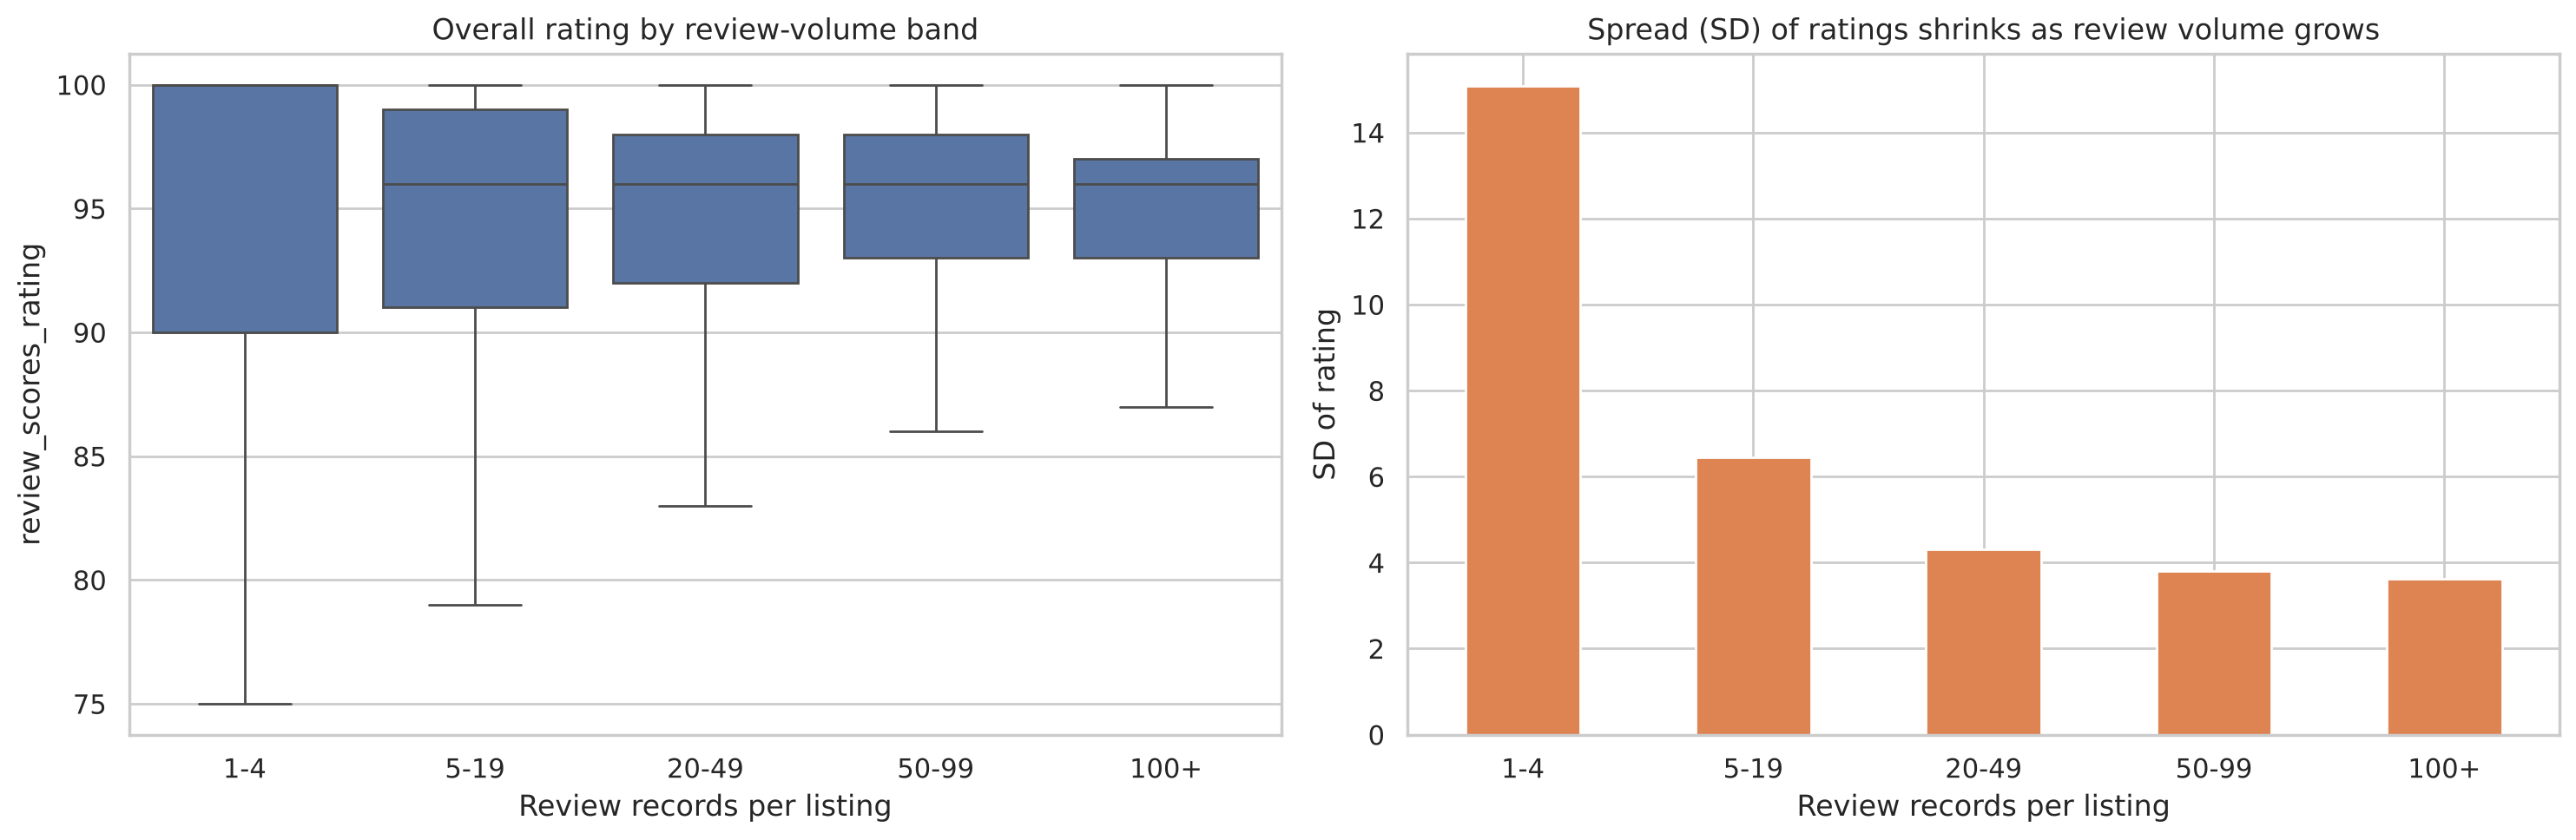 Overall rating by review-volume band
review_scores_rating
100
95
90
85
80
75
1-4 5-19 20-49 50-99 100+
Review records per listing
Spread (SD) of ratings shrinks as review volume grows
SD of rating
14
12
10
8
6
4
2
0
1-4 5-19 20-49 50-99 100+
Review records per listing